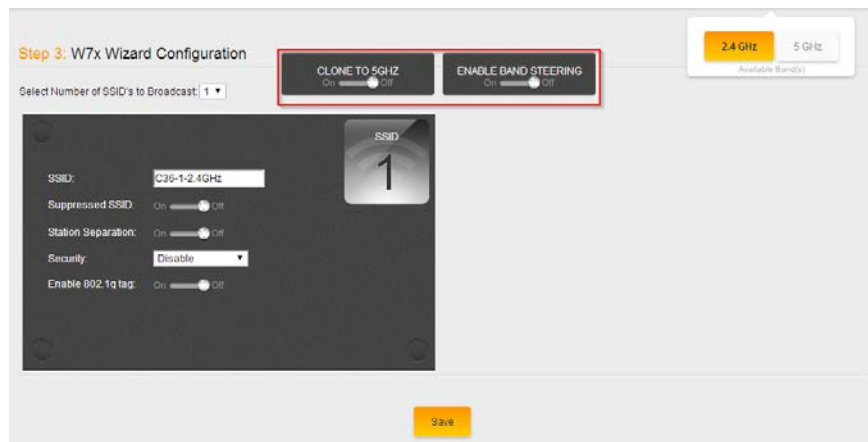 Step 3: W7x Wizard Configuration
CLONE TO 5GHZ
On Off
ENABLE BAND STEERING
On Off
2.4 GHz
5 GHz
Available Band(s)
Select Number of SSID's to Broadcast: 1
SSID
1
SSID: C36-1-2.4GHz
Suppressed SSID: On Off
Station Separation: On Off
Security: Disable
Enable 802.1q tag: On Off
Save